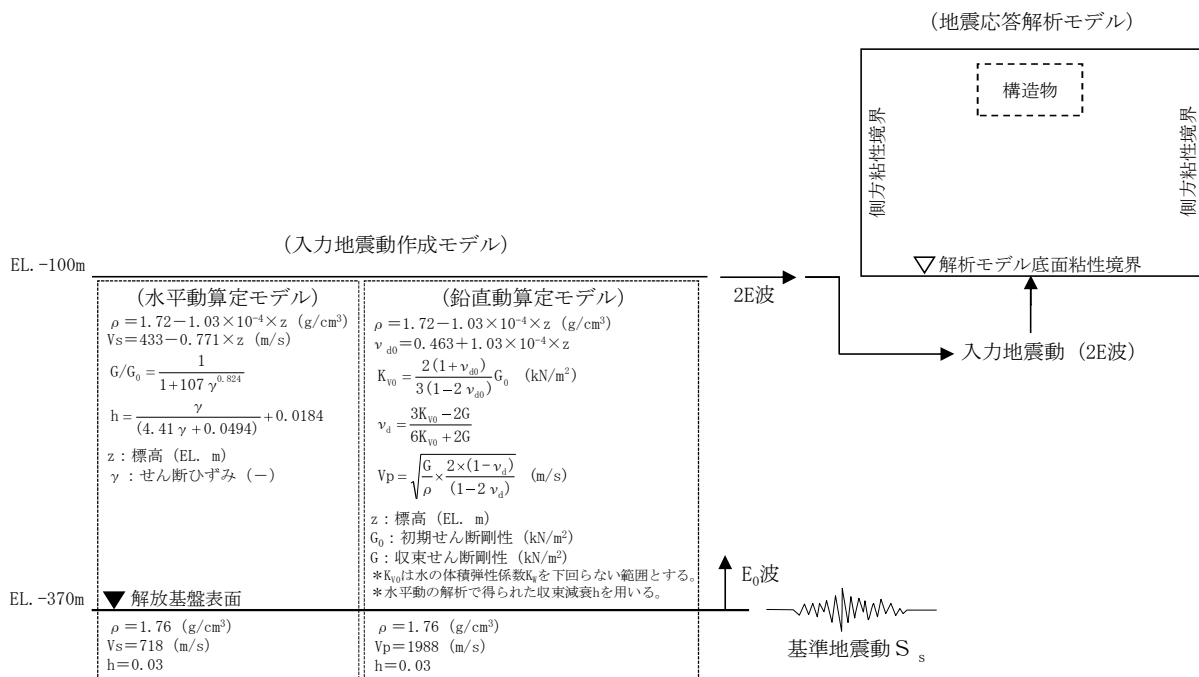 (地震応答解析モデル)
構造物
側方粘性境界
側方粘性境界
▽ 解析モデル底面粘性境界
(入力地震動作成モデル)
EL.-100m
2E波
入力地震動 (2E波)
(水平動算定モデル)
ρ=1.72-1.03×10⁻⁴×z (g/cm³)
Vs=433-0.771×z (m/s)
G/G₀=1/(1+107γ^0.824)
h=γ/(4.41γ+0.0494)+0.0184
z:標高 (EL. m)
γ:せん断ひずみ (-)
(鉛直動算定モデル)
ρ=1.72-1.03×10⁻⁴×z (g/cm³)
ν_d0=0.463+1.03×10⁻⁴×z
K_V0=2(1+ν_d0)/3(1-2ν_d0) G₀ (kN/m²)
ν_d=(3K_V0-2G)/(6K_V0+2G)
Vp=√(G/ρ×2×(1-ν_d)/(1-2ν_d)) (m/s)
z:標高 (EL. m)
G₀:初期せん断剛性 (kN/m²)
G:収束せん断剛性 (kN/m²)
*K_V0は水の体積弾性係数K_Wを下回らない範囲とする。
*水平動の解析で得られた収束減衰hを用いる。
E₀波
EL.-370m
▼ 解放基盤表面
ρ=1.76 (g/cm³)
Vs=718 (m/s)
h=0.03
ρ=1.76 (g/cm³)
Vp=1988 (m/s)
h=0.03
基準地震動Ss